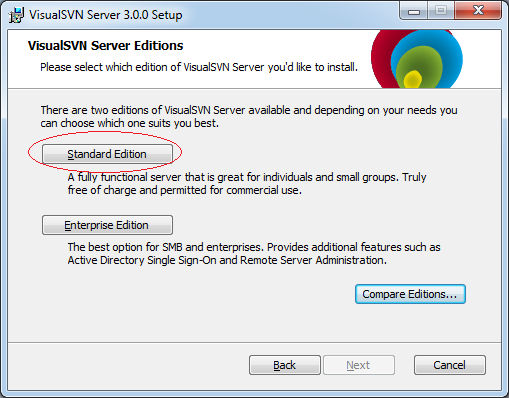 VisualSVN Server 3.0.0 Setup
VisualSVN Server Editions
Please select which edition of VisualSVN Server you'd like to install.
There are two editions of VisualSVN Server available and depending on your needs you
can choose which one suits you best.
Standard Edition
A fully functional server that is great for individuals and small groups. Truly
free of charge and permitted for commercial use.
Enterprise Edition
The best option for SMB and enterprises. Provides additional features such as
Active Directory Single Sign-On and Remote Server Administration.
Compare Editions...
Back
Next
Cancel